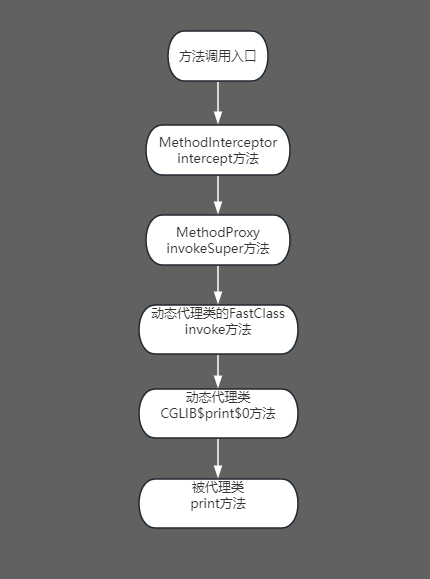 方法调用入口
MethodInterceptor
intercept方法
MethodProxy
invokeSuper方法
动态代理类的FastClass
invoke方法
动态代理类
CGLIB$print$0方法
被代理类
print方法